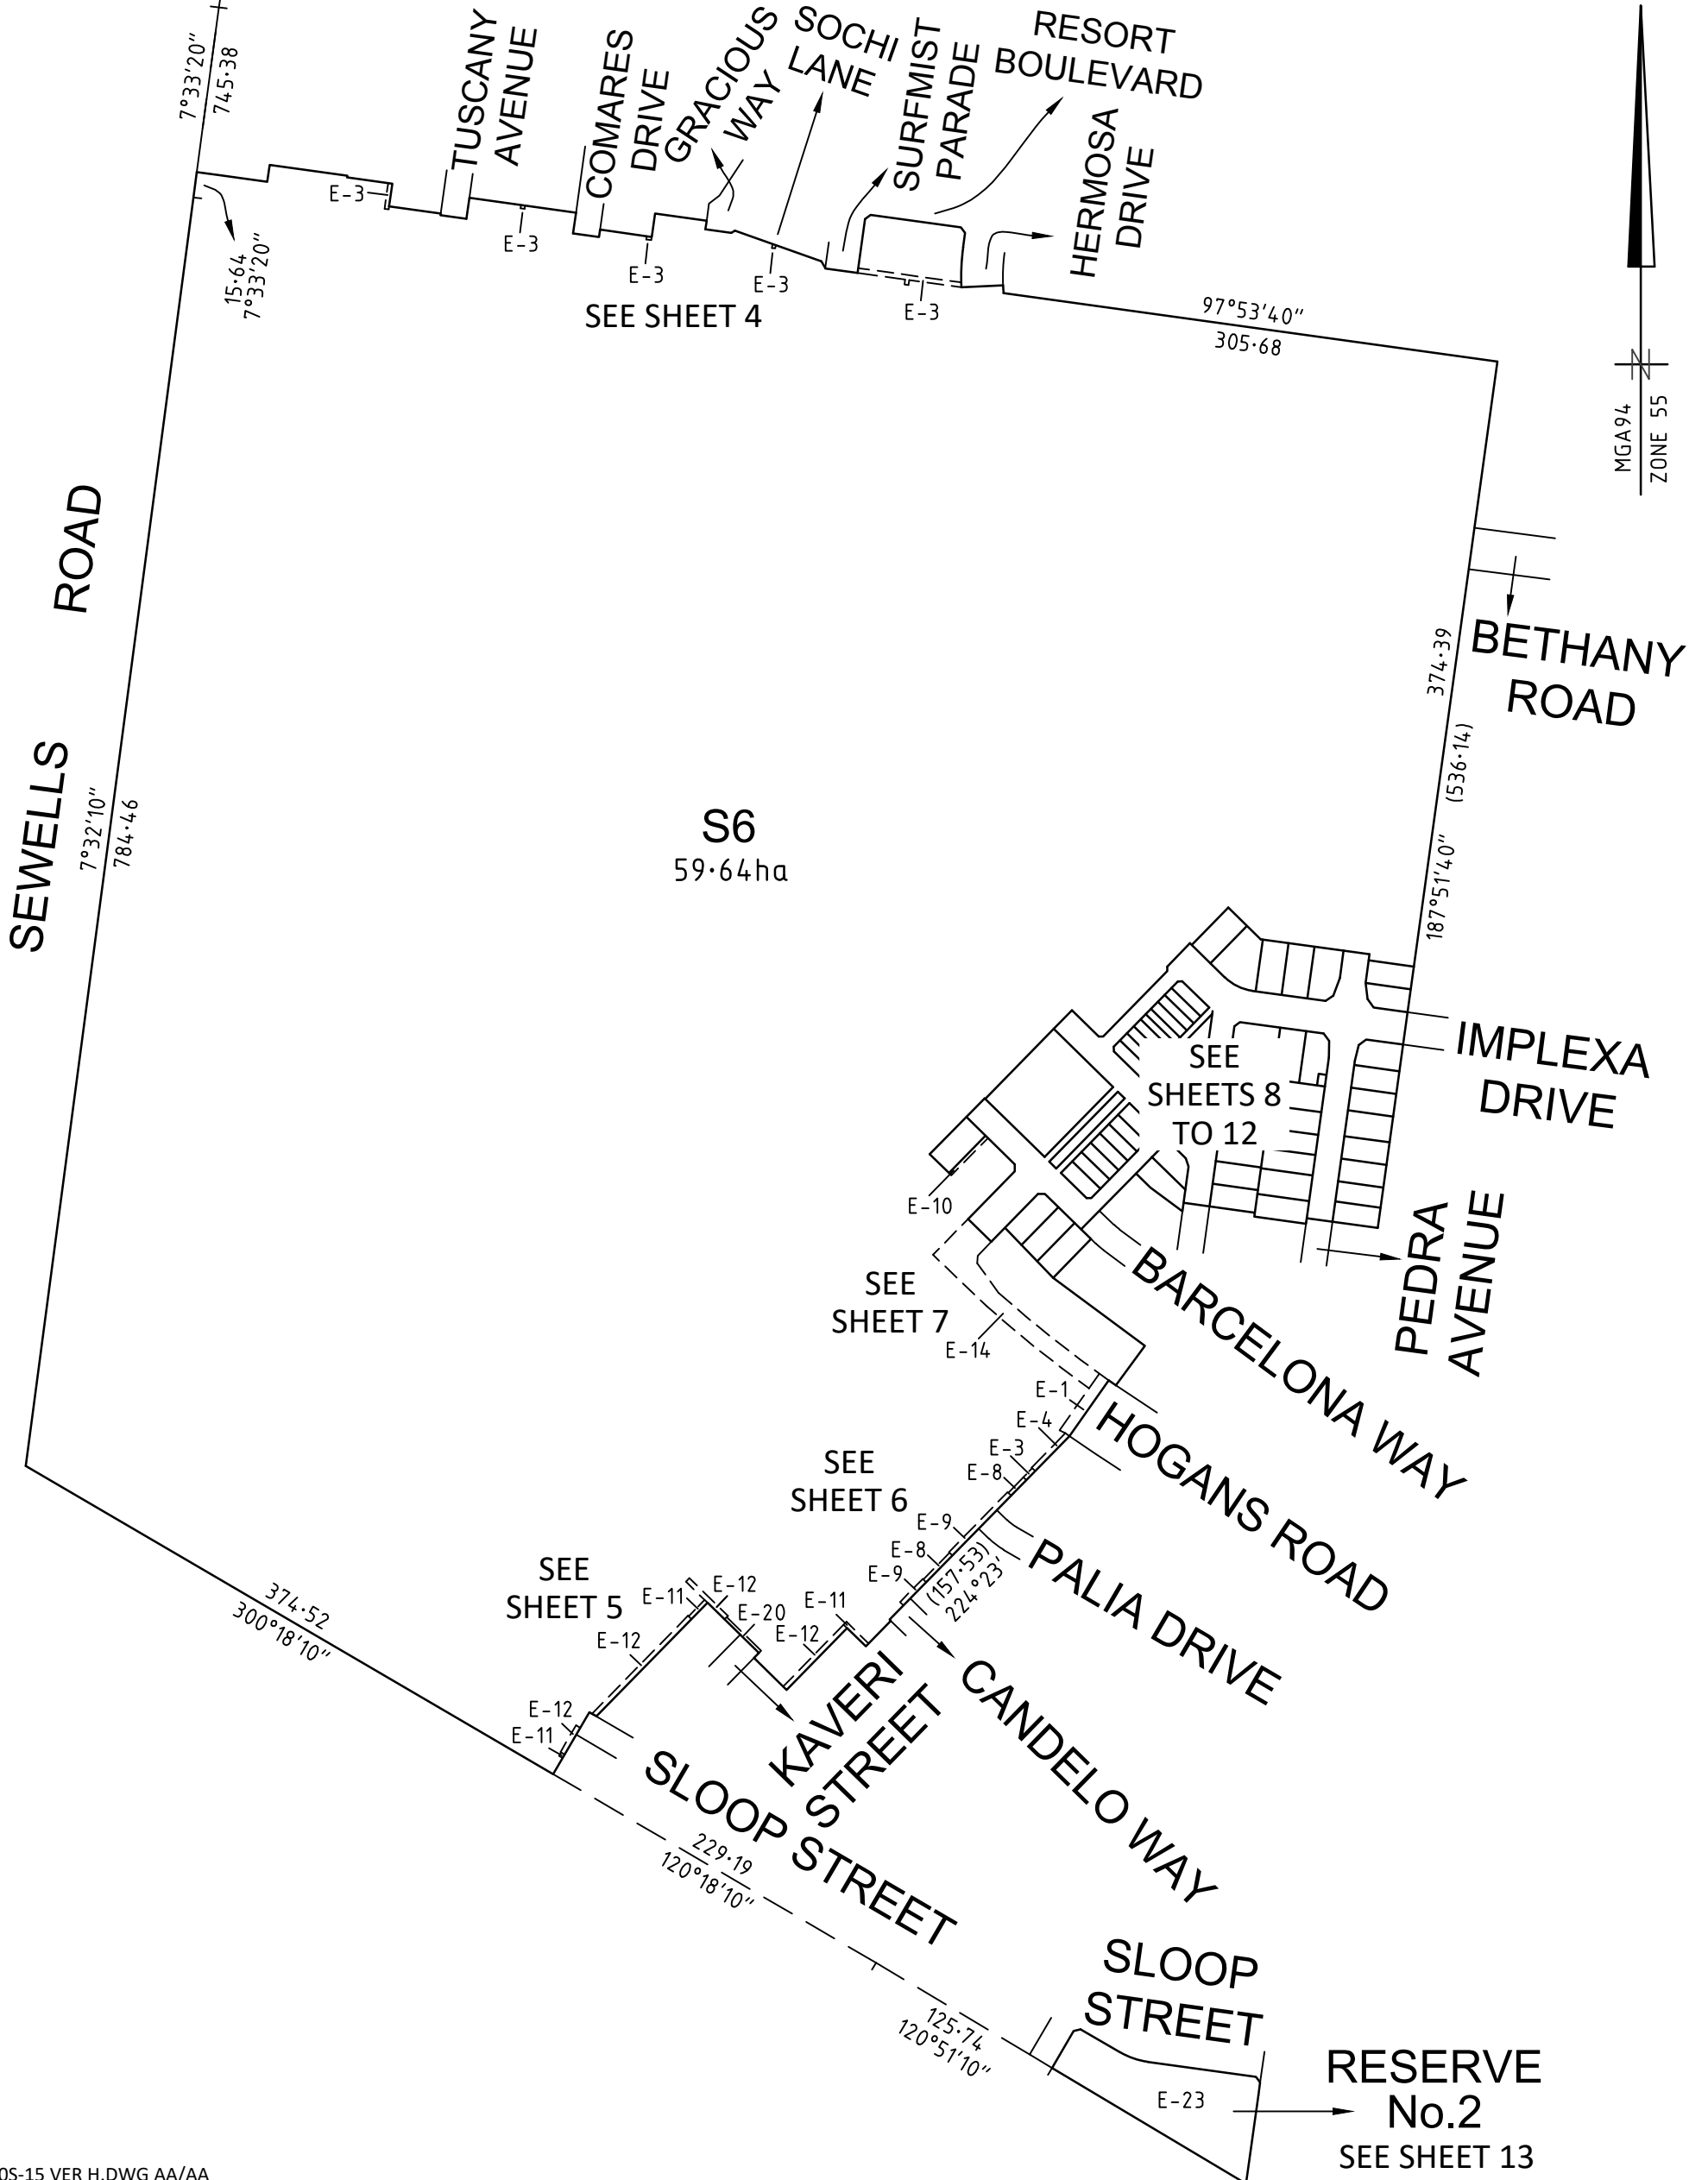 7°33'20"
745·38
TUSCANY
AVENUE
COMARES
DRIVE
GRACIOUS
WAY
SOCHI
LANE
SURFMIST
PARADE
RESORT
BOULEVARD
HERMOSA
DRIVE
E-3
E-3
E-3
E-3
E-3
15·64
7°33'20"
SEE SHEET 4
97°53'40"
305·68
MGA94
ZONE 55
N
SEWELLS ROAD
7°32'10"
784·46
S6
59·64ha
374·39
(536·14)
187°51'40"
BETHANY
ROAD
IMPLEXA
DRIVE
SEE
SHEETS 8
TO 12
E-10
PEDRA
AVENUE
BARCELONA WAY
SEE
SHEET 7
E-14
E-1
E-4
E-3
E-8
HOGANS ROAD
SEE
SHEET 6
E-9
E-8
E-9
(157·53)
224°23'
PALIA DRIVE
SEE
SHEET 5
E-11
E-12
E-20
E-11
E-12
E-12
E-12
E-11
374·52
300°18'10"
KAVERI
STREET
CANDELO WAY
SLOOP STREET
229·19
120°18'10"
125·74
120°51'10"
SLOOP
STREET
E-23
RESERVE
No.2
SEE SHEET 13
0S-15 VER H.DWG AA/AA